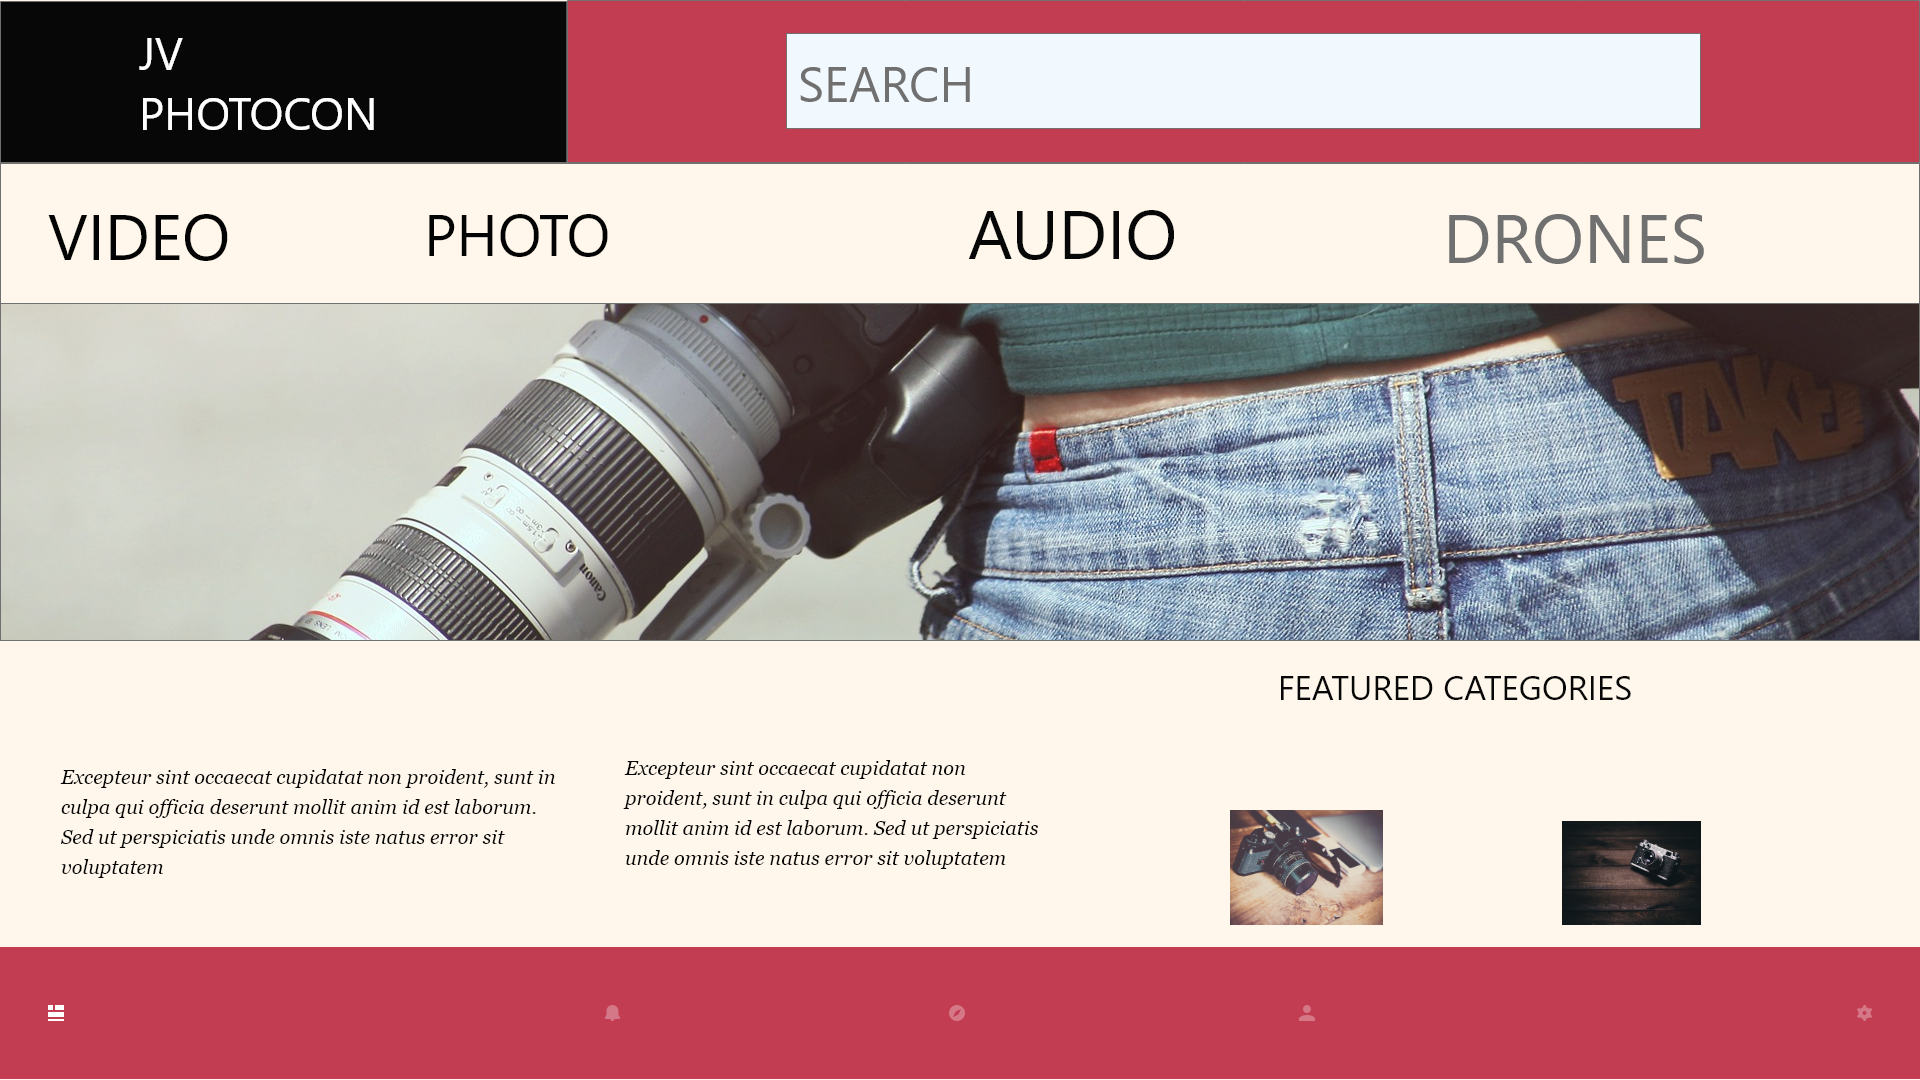 JV
PHOTOCON
SEARCH
VIDEO
PHOTO
AUDIO
DRONES
TAKE
Canon
FEATURED CATEGORIES
Excepteur sint occaecat cupidatat non proident, sunt in
culpa qui officia deserunt mollit anim id est laborum.
Sed ut perspiciatis unde omnis iste natus error sit
voluptatem
Excepteur sint occaecat cupidatat non
proident, sunt in culpa qui officia deserunt
mollit anim id est laborum. Sed ut perspiciatis
unde omnis iste natus error sit voluptatem